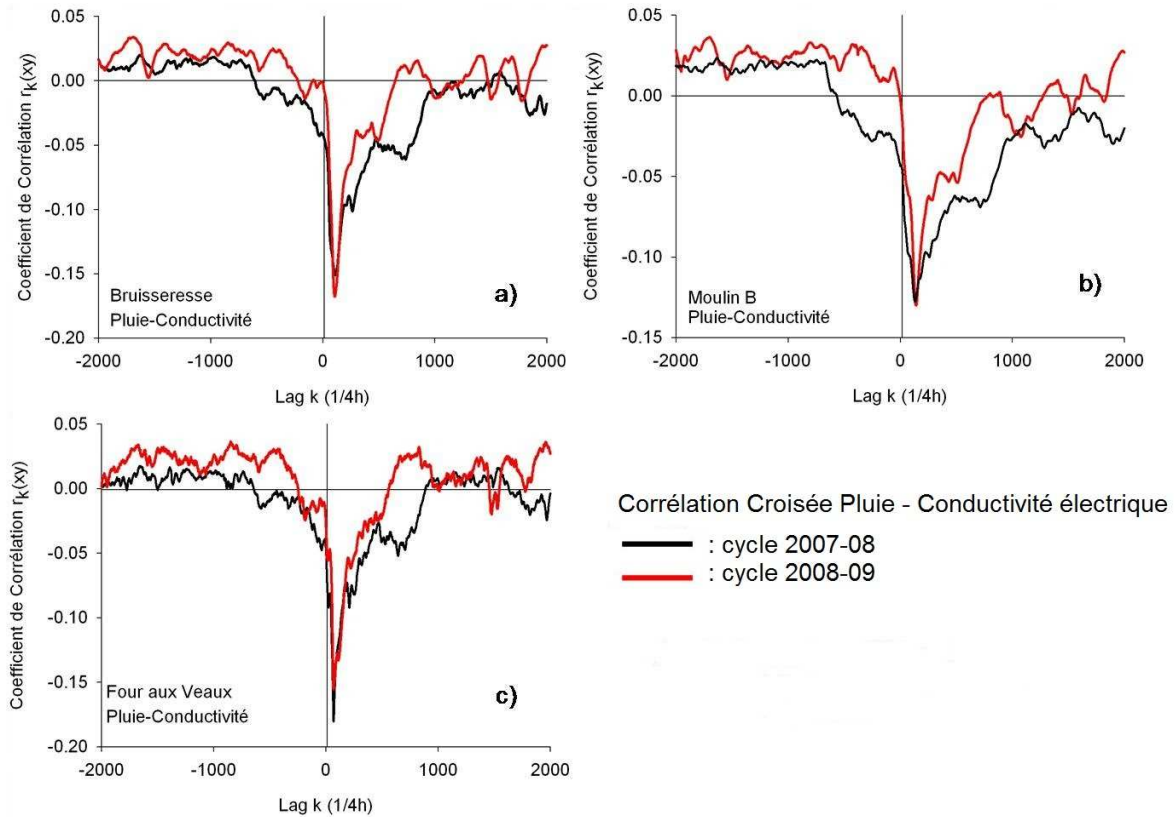 Coefficient de Corrélation rk(xy)
0.05
0.00
-0.05
-0.10
-0.15
-0.20
Bruisseresse
Pluie-Conductivité
a)
-2000 -1000 0 1000 2000
Lag k (1/4h)
Coefficient de Corrélation rk(xy)
0.05
0.00
-0.05
-0.10
-0.15
Moulin B
Pluie-Conductivité
b)
-2000 -1000 0 1000 2000
Lag k (1/4h)
Coefficient de Corrélation rk(xy)
0.05
0.00
-0.05
-0.10
-0.15
-0.20
Four aux Veaux
Pluie-Conductivité
c)
-2000 -1000 0 1000 2000
Lag k (1/4h)
Corrélation Croisée Pluie - Conductivité électrique
: cycle 2007-08
: cycle 2008-09